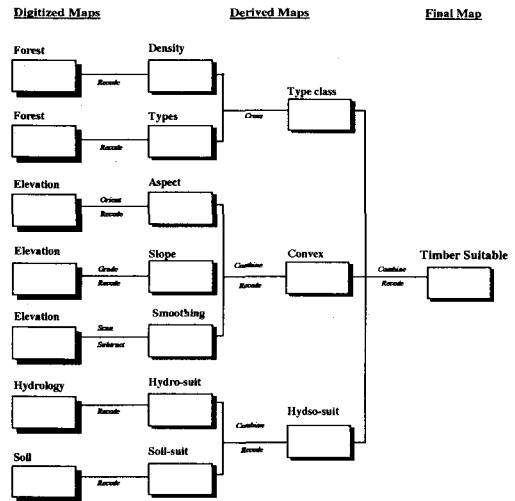 Digitized Maps Derived Maps Final Map
Forest Density
Recode
Type class
Cross
Forest Types
Recode
Elevation Aspect
Orient
Recode
Elevation Slope Convex Timber Suitable
Grade Combine Combine
Recode Recode Recode
Elevation Smoothing
Scan
Subtract
Hydrology Hydro-suit
Recode
Hydso-suit
Combine
Recode
Soil Soil-suit
Recode